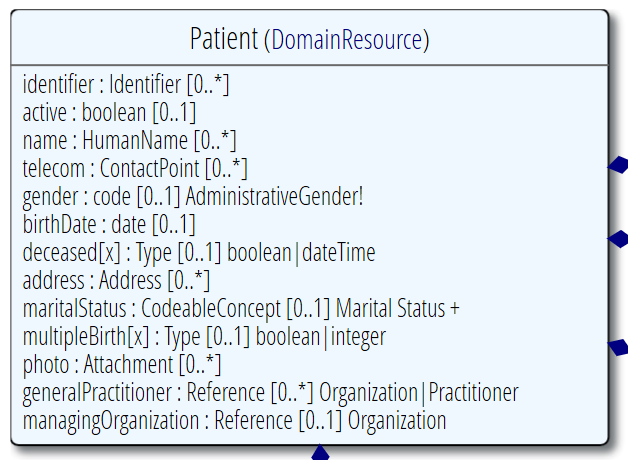 Patient (DomainResource)
identifier : Identifier [0..*]
active : boolean [0..1]
name : HumanName [0..*]
telecom : ContactPoint [0..*]
gender : code [0..1] AdministrativeGender!
birthDate : date [0..1]
deceased[x] : Type [0..1] boolean|dateTime
address : Address [0..*]
maritalStatus : CodeableConcept [0..1] Marital Status +
multipleBirth[x] : Type [0..1] boolean|integer
photo : Attachment [0..*]
generalPractitioner : Reference [0..*] Organization|Practitioner
managingOrganization : Reference [0..1] Organization